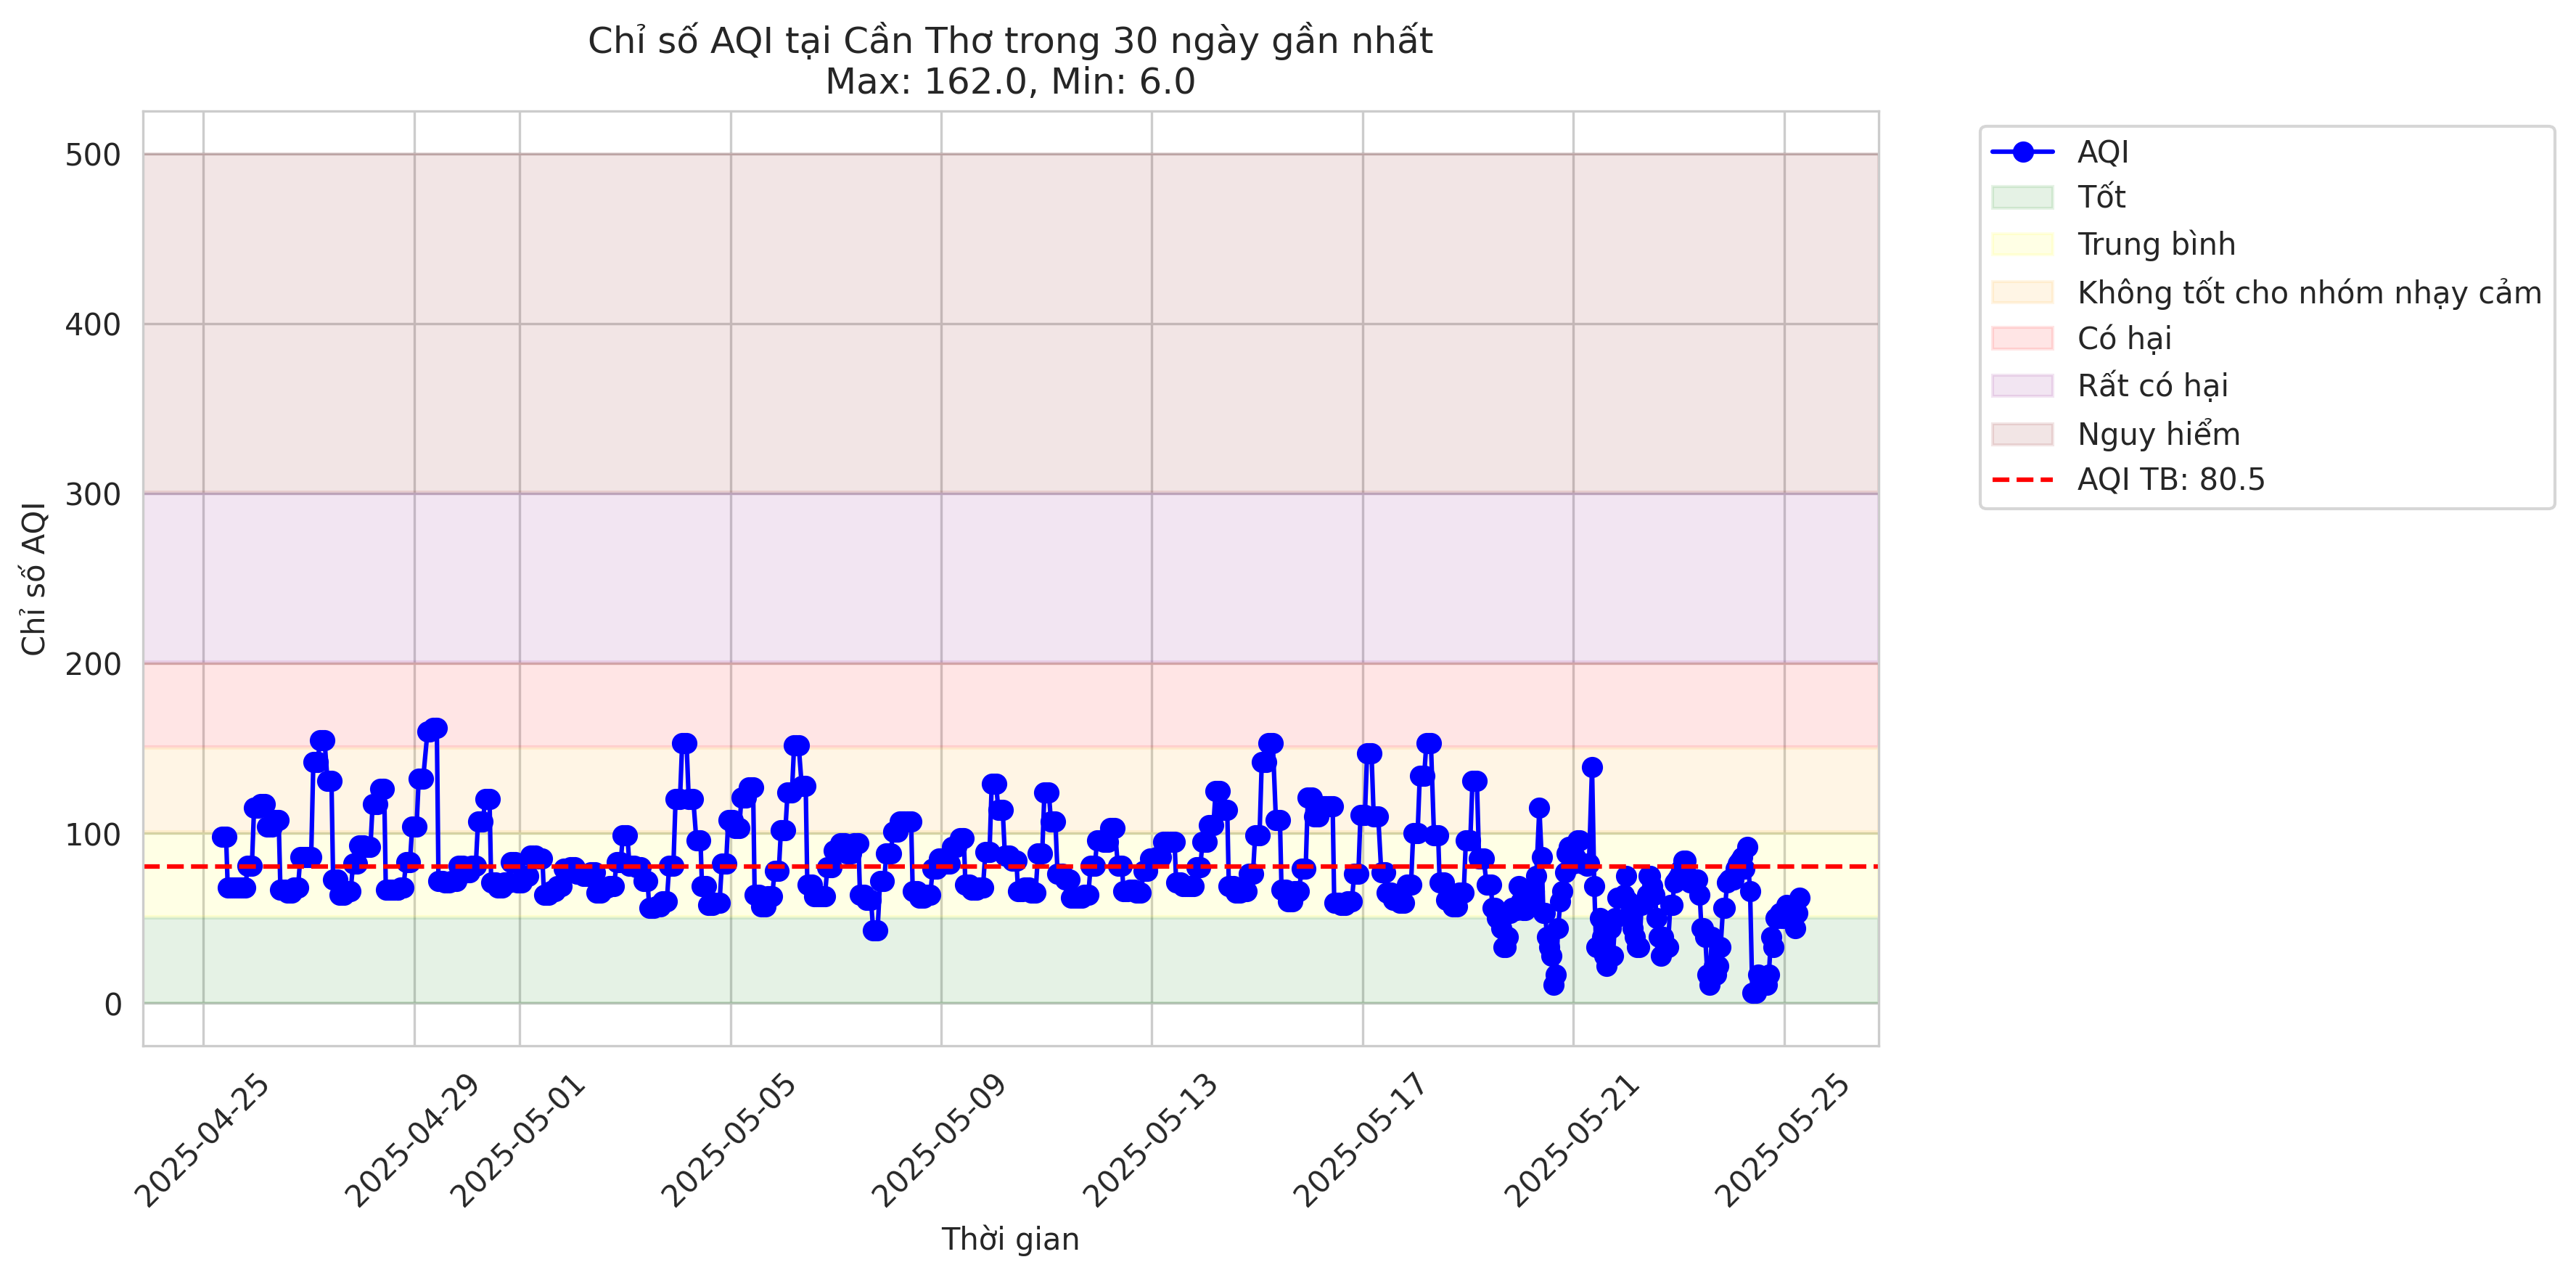 Chỉ số AQI tại Cần Thơ trong 30 ngày gần nhất
Max: 162.0, Min: 6.0
Chỉ số AQI
500
400
300
200
100
0
2025-04-25
2025-04-29
2025-05-01
2025-05-05
2025-05-09
2025-05-13
2025-05-17
2025-05-21
2025-05-25
Thời gian
AQI
Tốt
Trung bình
Không tốt cho nhóm nhạy cảm
Có hại
Rất có hại
Nguy hiểm
AQI TB: 80.5